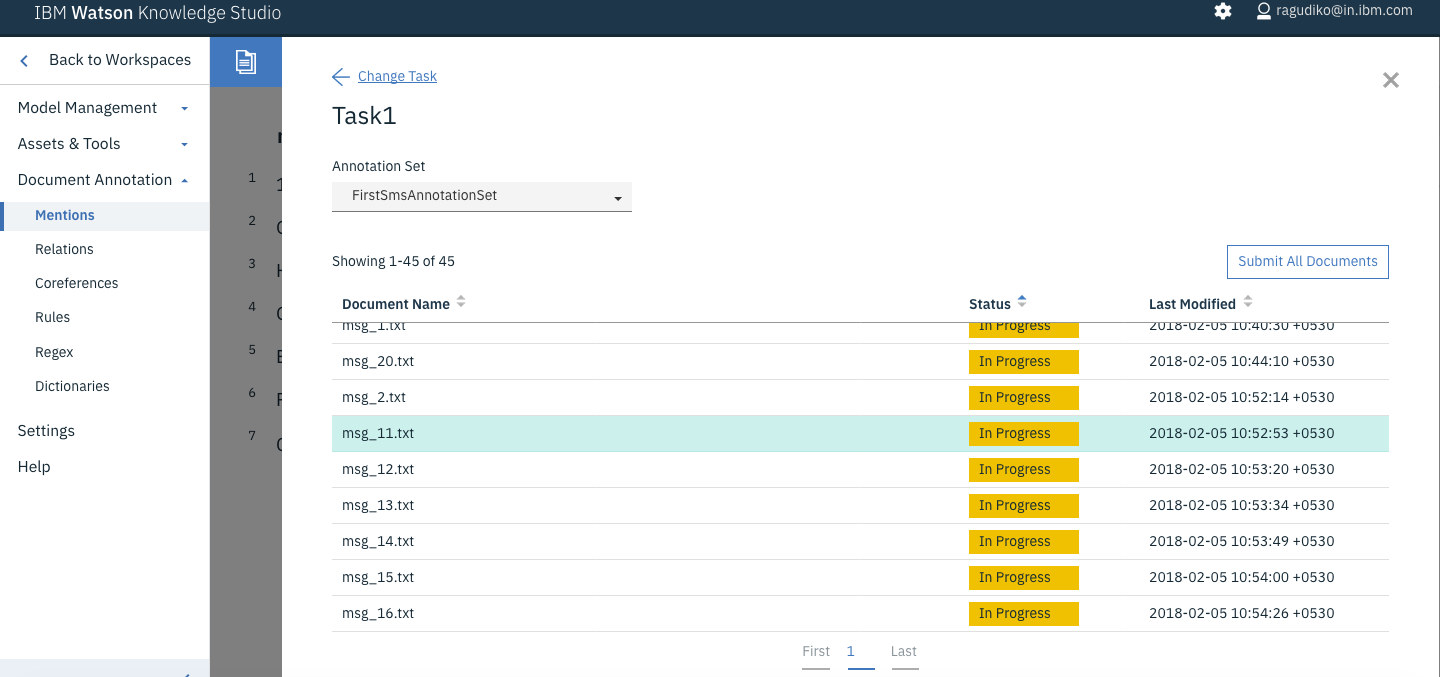 IBM Watson Knowledge Studio
ragudiko@in.ibm.com
Back to Workspaces
Model Management
Assets & Tools
Document Annotation
Mentions
Relations
Coreferences
Rules
Regex
Dictionaries
Settings
Help
1
2
3
4
5
6
7
Change Task
Task1
Annotation Set
FirstSmsAnnotationSet
Showing 1-45 of 45
Submit All Documents
Document Name Status Last Modified
msg_1.txt In Progress 2018-02-05 10:40:30 +0530
msg_20.txt In Progress 2018-02-05 10:44:10 +0530
msg_2.txt In Progress 2018-02-05 10:52:14 +0530
msg_11.txt In Progress 2018-02-05 10:52:53 +0530
msg_12.txt In Progress 2018-02-05 10:53:20 +0530
msg_13.txt In Progress 2018-02-05 10:53:34 +0530
msg_14.txt In Progress 2018-02-05 10:53:49 +0530
msg_15.txt In Progress 2018-02-05 10:54:00 +0530
msg_16.txt In Progress 2018-02-05 10:54:26 +0530
First 1 Last